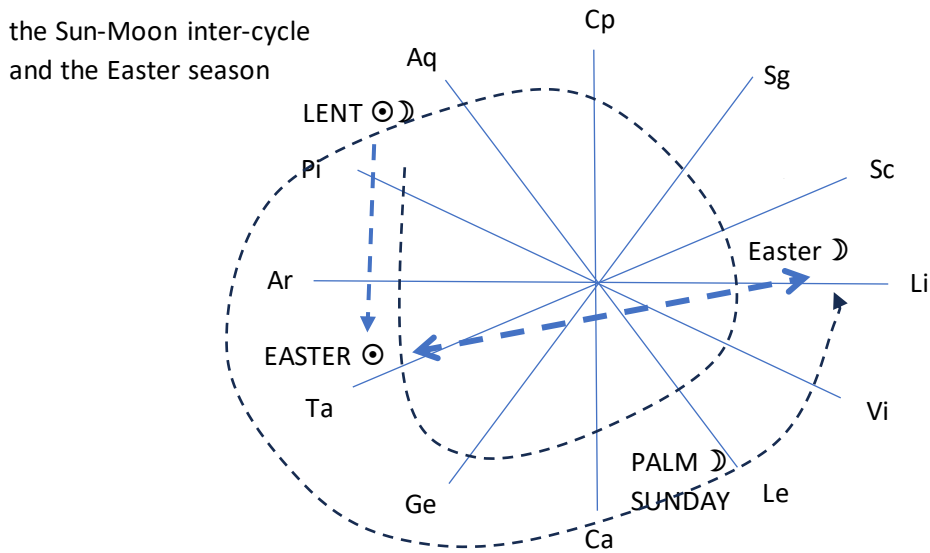 the Sun-Moon inter-cycle
and the Easter season
Cp
Aq
Sg
LENT ☉☽
Pi
Sc
Easter ☽
Ar
Li
EASTER ☉
Ta
Vi
PALM ☽
SUNDAY
Le
Ge
Ca